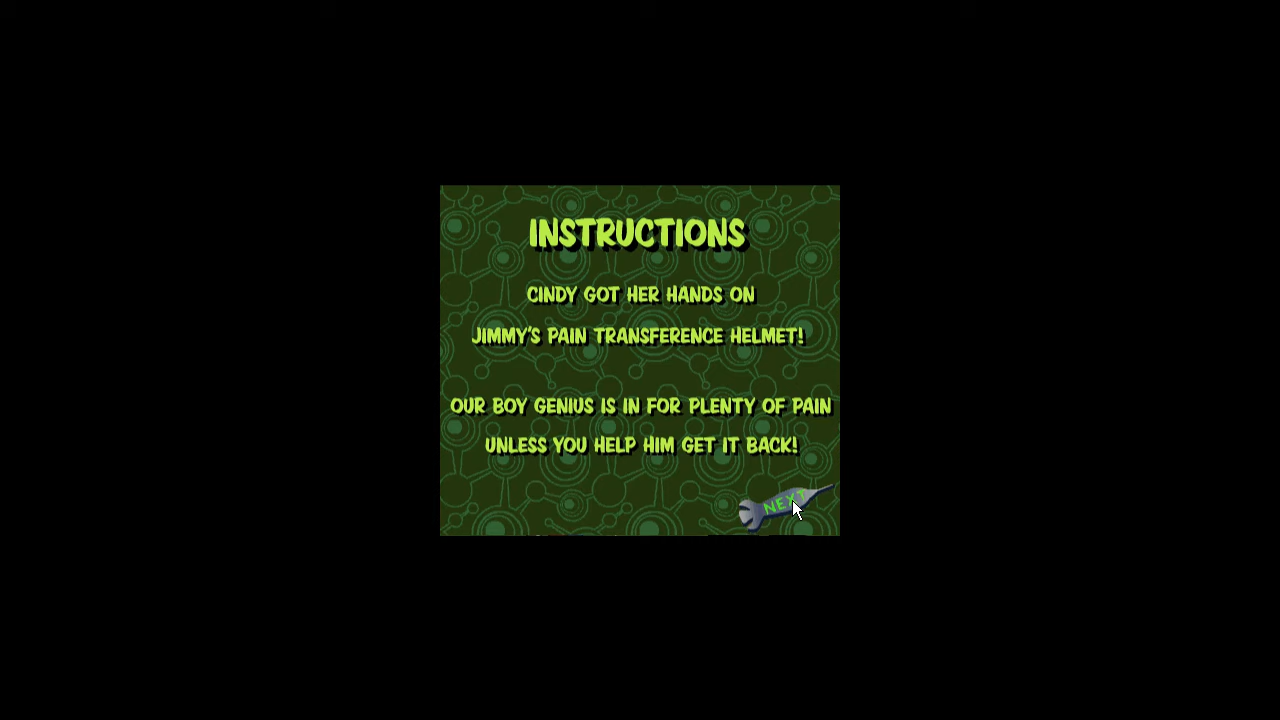 INSTRUCTIONS
CINDY GOT HER HANDS ON
JIMMY'S PAIN TRANSFERENCE HELMET!
OUR BOY GENIUS IS IN FOR PLENTY OF PAIN
UNLESS YOU HELP HIM GET IT BACK!
NEXT